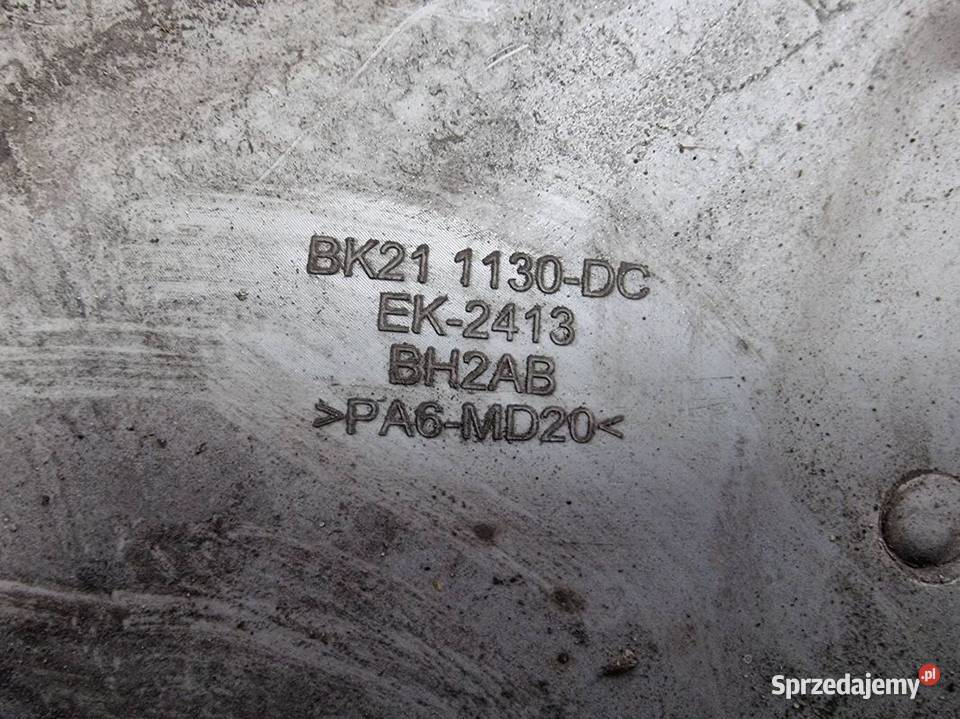 BK21 1130-DC
EK-2413
BH2AB
>PA6-MD20<
Sprzedajemy.pl